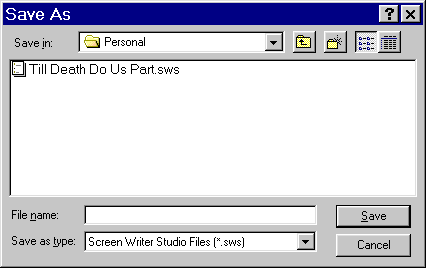 Save As
Save in: Personal
Till Death Do Us Part.sws
File name: Save
Save as type: Screen Writer Studio Files (*.sws) Cancel